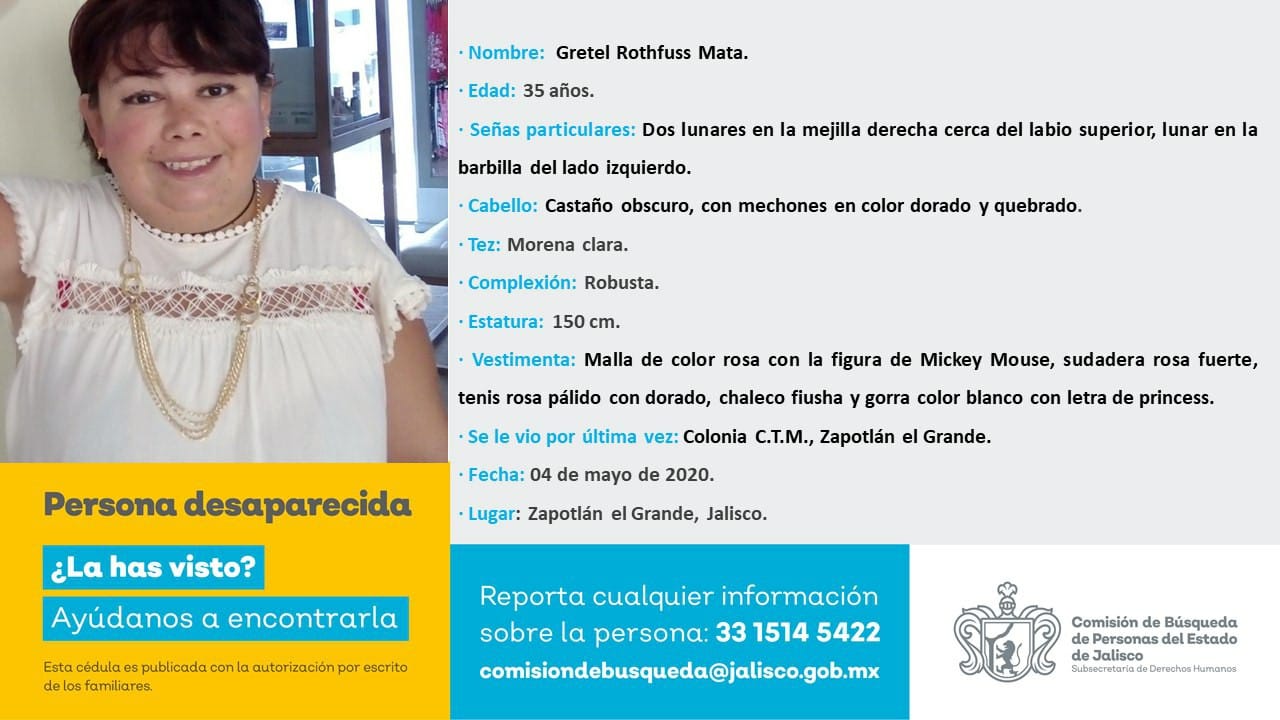 · Nombre: Gretel Rothfuss Mata.
· Edad: 35 años.
· Señas particulares: Dos lunares en la mejilla derecha cerca del labio superior, lunar en la
barbilla del lado izquierdo.
· Cabello: Castaño obscuro, con mechones en color dorado y quebrado.
· Tez: Morena clara.
· Complexión: Robusta.
· Estatura: 150 cm.
· Vestimenta: Malla de color rosa con la figura de Mickey Mouse, sudadera rosa fuerte,
tenis rosa pálido con dorado, chaleco fiusha y gorra color blanco con letra de princess.
· Se le vio por última vez: Colonia C.T.M., Zapotlán el Grande.
· Fecha: 04 de mayo de 2020.
· Lugar: Zapotlán el Grande, Jalisco.
Persona desaparecida
¿La has visto?
Ayúdanos a encontrarla
Esta cédula es publicada con la autorización por escrito
de los familiares.
Reporta cualquier información
sobre la persona: 33 1514 5422
comisiondebusqueda@jalisco.gob.mx
Comisión de Búsqueda
de Personas del Estado
de Jalisco
Subsecretaría de Derechos Humanos